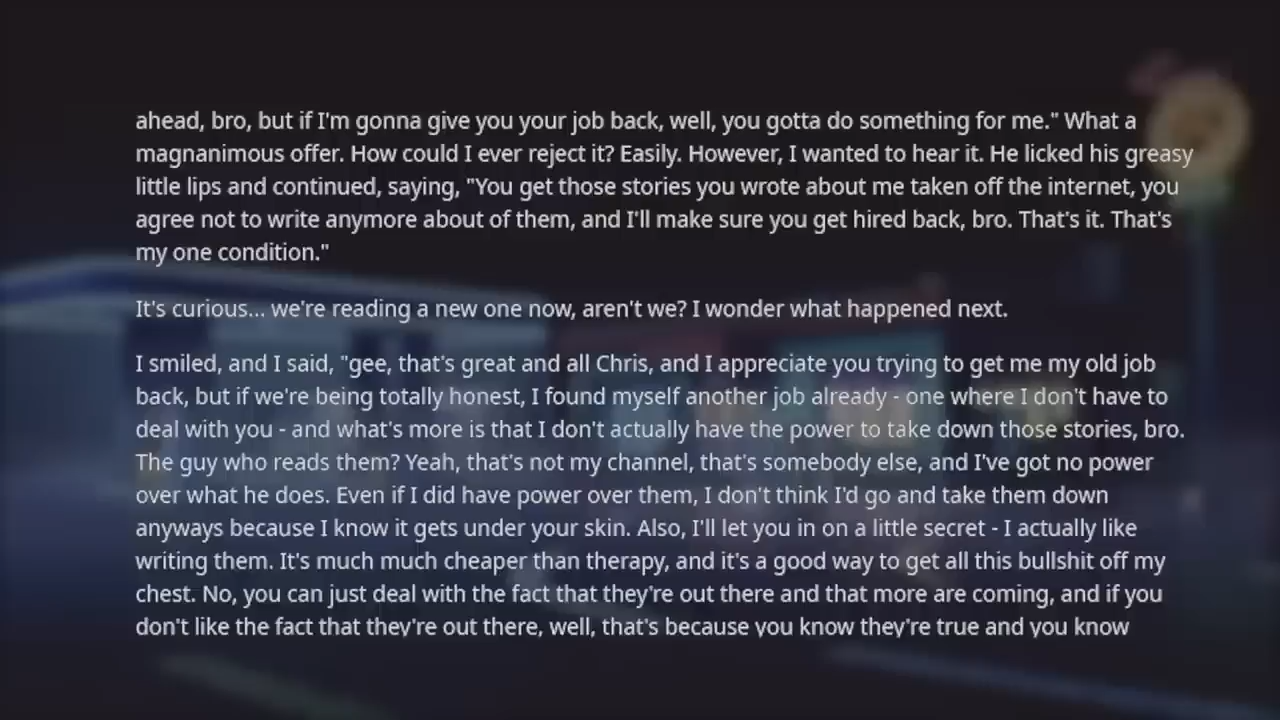 ahead, bro, but if I'm gonna give you your job back, well, you gotta do something for me." What a
magnanimous offer. How could I ever reject it? Easily. However, I wanted to hear it. He licked his greasy
little lips and continued, saying, "You get those stories you wrote about me taken off the internet, you
agree not to write anymore about of them, and I'll make sure you get hired back, bro. That's it. That's
my one condition."
It's curious... we're reading a new one now, aren't we? I wonder what happened next.
I smiled, and I said, "gee, that's great and all Chris, and I appreciate you trying to get me my old job
back, but if we're being totally honest, I found myself another job already - one where I don't have to
deal with you - and what's more is that I don't actually have the power to take down those stories, bro.
The guy who reads them? Yeah, that's not my channel, that's somebody else, and I've got no power
over what he does. Even if I did have power over them, I don't think I'd go and take them down
anyways because I know it gets under your skin. Also, I'll let you in on a little secret - I actually like
writing them. It's much much cheaper than therapy, and it's a good way to get all this bullshit off my
chest. No, you can just deal with the fact that they're out there and that more are coming, and if you
don't like the fact that they're out there, well, that's because you know they're true and you know